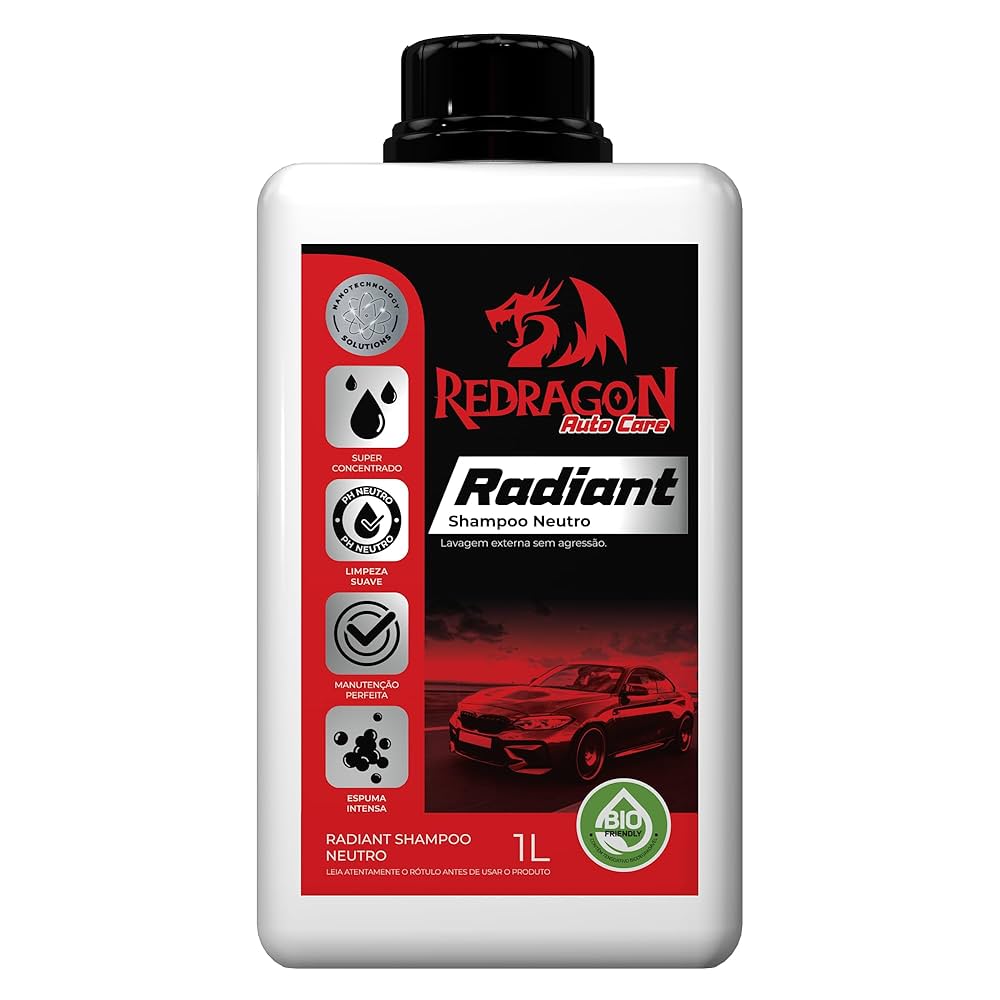 NANOTECHNOLOGY
SOLUTIONS
SUPER
CONCENTRADO
PH NEUTRO
PH NEUTRO
LIMPEZA
SUAVE
MANUTENÇÃO
PERFEITA
ESPUMA
INTENSA
REDRAGON
Auto Care
Radiant
Shampoo Neutro
Lavagem externa sem agressão.
BIO
FRIENDLY
RADIANT SHAMPOO
NEUTRO
1L
LEIA ATENTAMENTE O RÓTULO ANTES DE USAR O PRODUTO